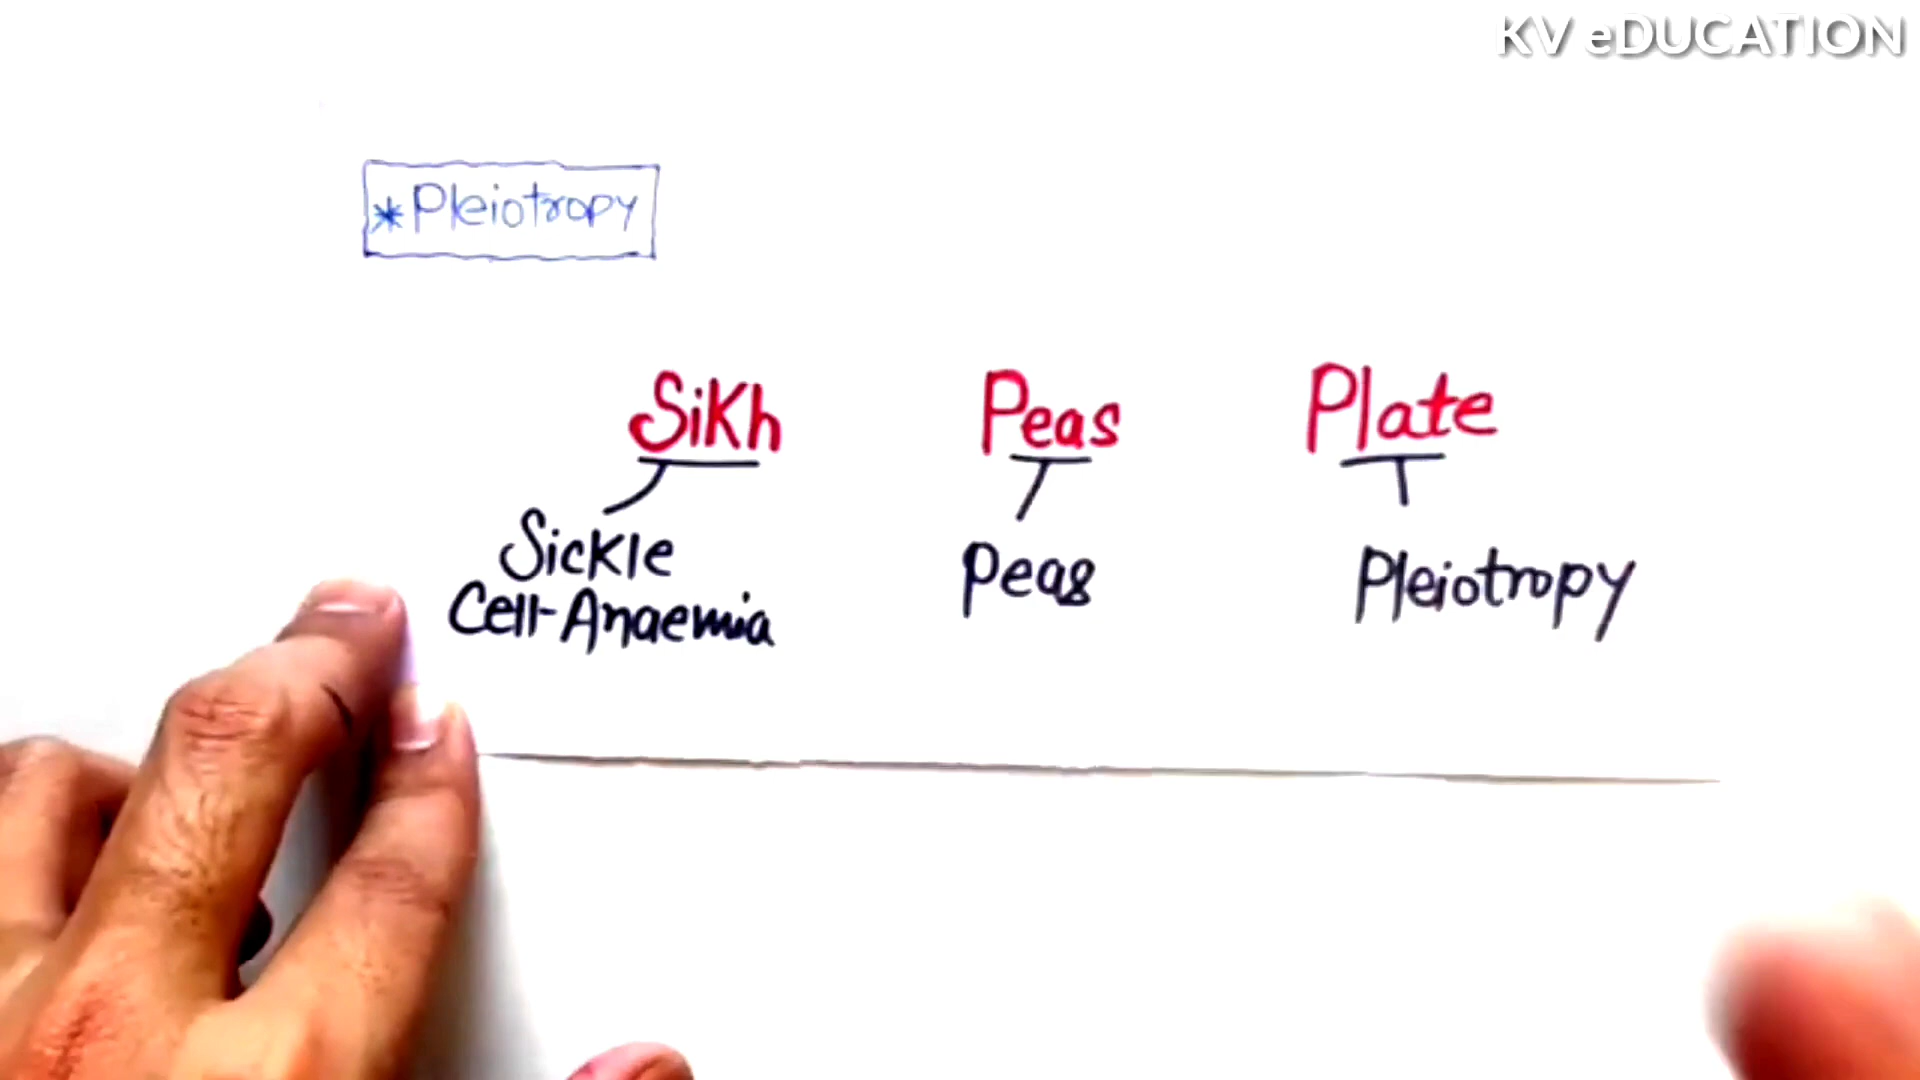 KV eDUCATION
*Pleiotropy
Sikh Peas Plate
Sickle Cell-Anaemia
Peas
Pleiotropy